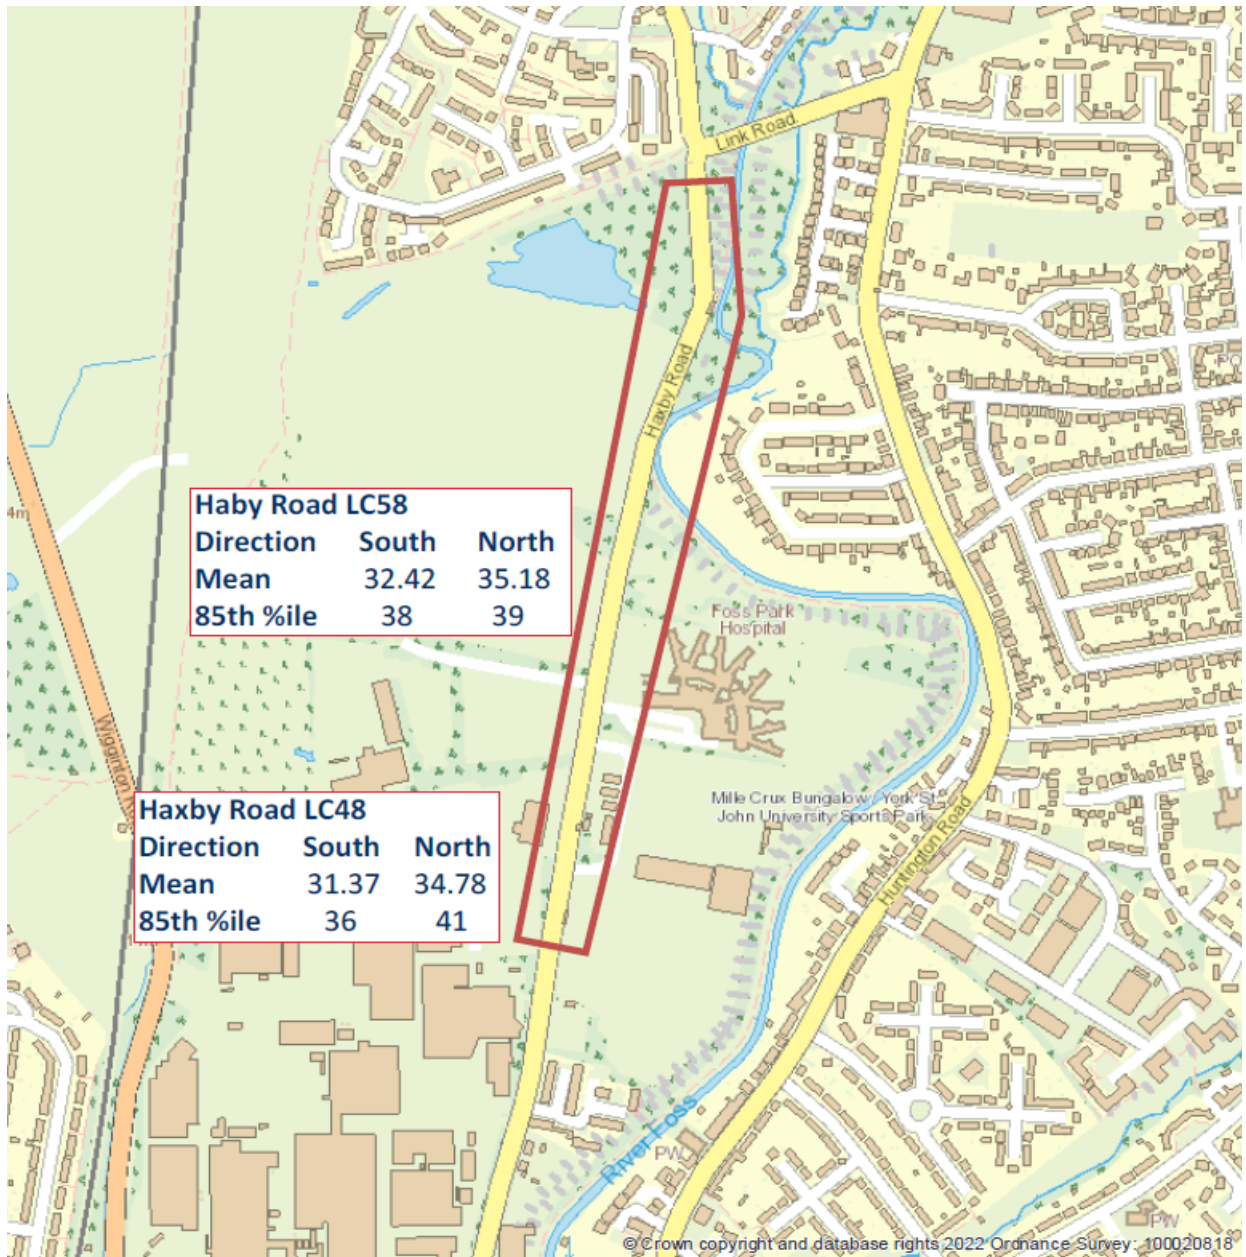 Link Road
Haxby Road
Haby Road LC58
Direction South North
Mean 32.42 35.18
85th %ile 38 39
4m
Foss Park
Hospital
Wigginton
Mille Crux Bungalow / York St
John University Sports Park
Haxby Road LC48
Direction South North
Mean 31.37 34.78
85th %ile 36 41
Huntington Road
River Foss
PW
PW
© Crown copyright and database rights 2022 Ordnance Survey: 100020818